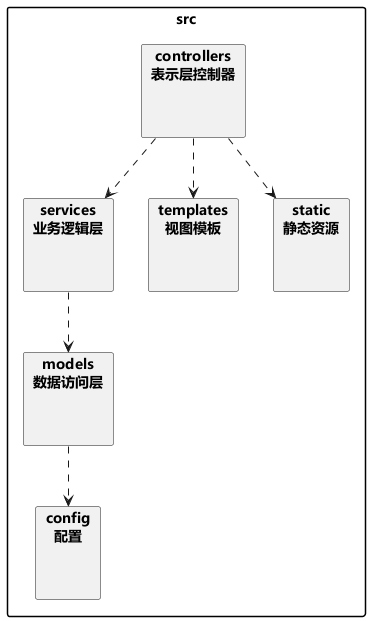 src
controllers
表示层控制器
services
业务逻辑层
templates
视图模板
static
静态资源
models
数据访问层
config
配置